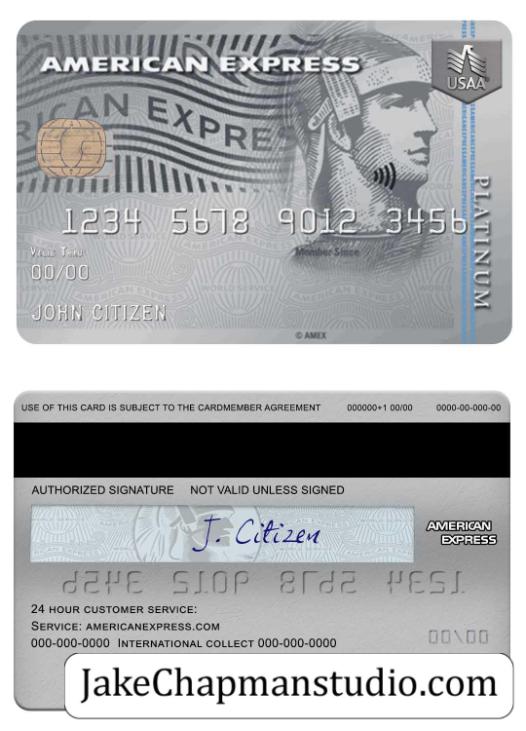 AMERICAN EXPRESS
USAA®
RICAN EXPRE
1234 5678 9012 3456
Member Since
PLATINUM
VALID THRU
00/00
JOHN CITIZEN
© AMEX
USE OF THIS CARD IS SUBJECT TO THE CARDMEMBER AGREEMENT 000000+1 00/00 0000-00-000-00
AUTHORIZED SIGNATURE NOT VALID UNLESS SIGNED
J. Citizen
AMERICAN
EXPRESS
24 HOUR CUSTOMER SERVICE:
SERVICE: AMERICANEXPRESS.COM
000-000-0000 INTERNATIONAL COLLECT 000-000-0000
00/00
JakeChapmanstudio.com